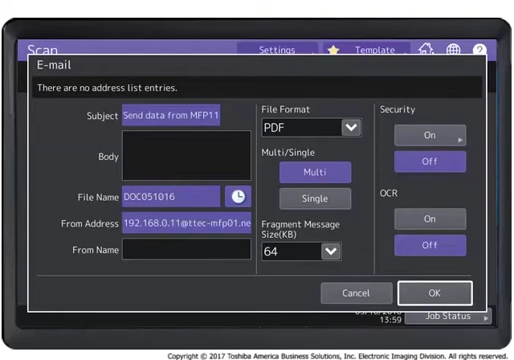 Scan
Settings
Template
E-mail
There are no address list entries.
Subject
Send data from MFP11
Body
File Name
DOC051016
From Address
192.168.0.11@ttec-mfp01.ne
From Name
File Format
PDF
Multi/Single
Multi
Single
Fragment Message
Size(KB)
64
Security
On
Off
OCR
On
Off
Cancel
OK
13:59
Job Status
Copyright © 2017 Toshiba America Business Solutions, Inc. Electronic Imaging Division. All rights reserved.